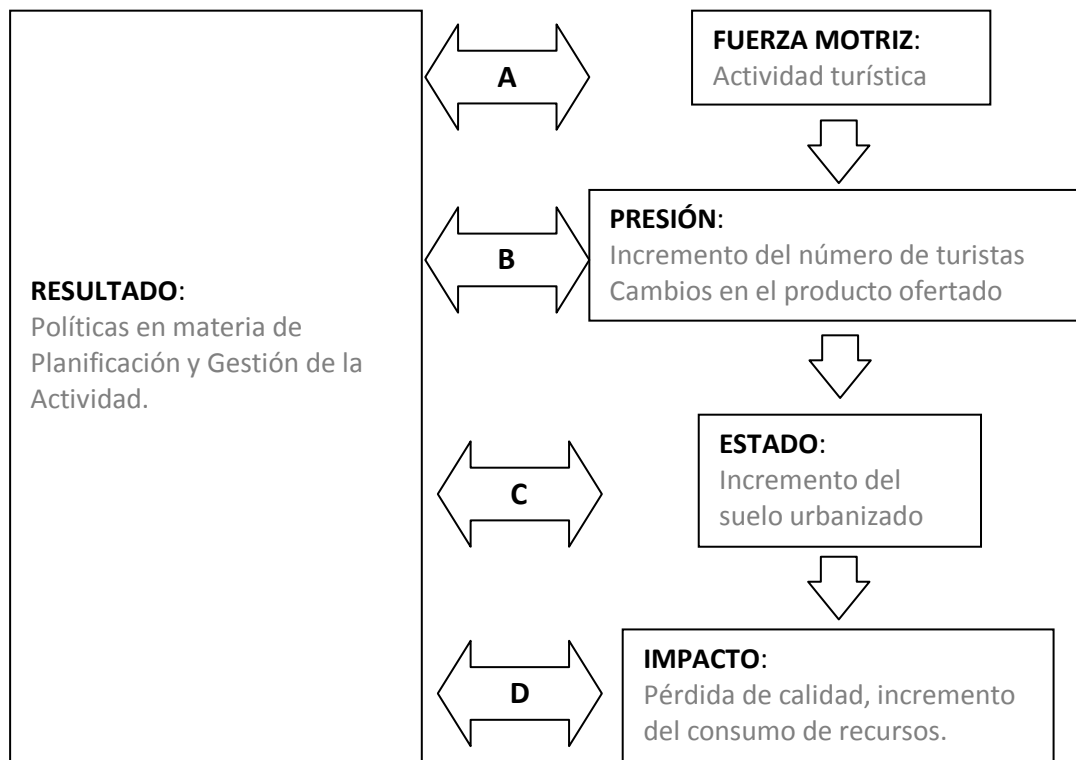 A
FUERZA MOTRIZ:
Actividad turística
B
PRESIÓN:
Incremento del número de turistas
Cambios en el producto ofertado
RESULTADO:
Políticas en materia de
Planificación y Gestión de la
Actividad.
C
ESTADO:
Incremento del
suelo urbanizado
D
IMPACTO:
Pérdida de calidad, incremento
del consumo de recursos.